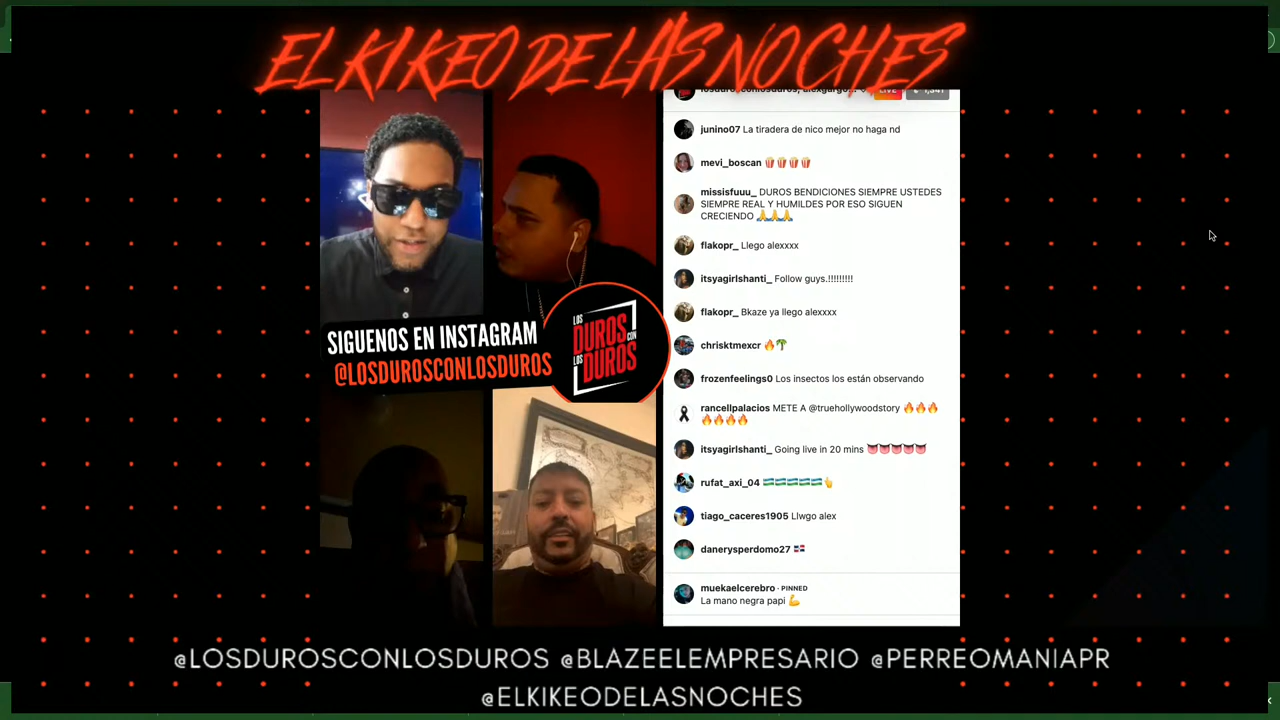 EL KIKEO DE LAS NOCHES
LIVE
1,341
junino07 La tiradera de nico mejor no haga nd
mevi_boscan 🍿🍿🍿🍿
missisfuuu_ DUROS BENDICIONES SIEMPRE USTEDES
SIEMPRE REAL Y HUMILDES POR ESO SIGUEN
CRECIENDO 🙏🙏🙏
flakopr_ Llego alexxxx
itsyagirlshanti_ Follow guys.!!!!!!!!!
flakopr_ Bkaze ya llego alexxxx
chrisktmexcr 🔥🌴
frozenfeelings0 Los insectos los están observando
rancellpalacios METE A @truehollywoodstory 🔥🔥🔥
🔥🔥🔥🔥
itsyagirlshanti_ Going live in 20 mins 👅👅👅👅👅
rufat_axi_04 🇺🇿🇺🇿🇺🇿🇺🇿🇺🇿👆
tiago_caceres1905 Llwgo alex
danerysperdomo27 🇩🇴
muekaelcerebro · PINNED
La mano negra papi 💪
SIGUENOS EN INSTAGRAM
@LOSDUROSCONLOSDUROS
LOS
DUROS
CON
LOS
DUROS
@LOSDUROSCONLOSDUROS @BLAZEELEMPRESARIO @PERREOMANIAPR
@ELKIKEODELASNOCHES